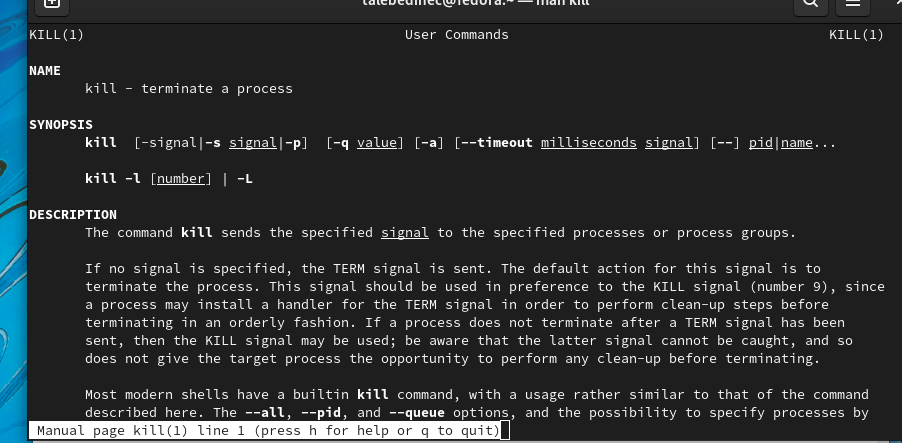 talebedinec@fedora:~ — man kill
KILL(1) User Commands KILL(1)
NAME
kill - terminate a process
SYNOPSIS
kill [-signal|-s signal|-p] [-q value] [-a] [--timeout milliseconds signal] [--] pid|name...
kill -l [number] | -L
DESCRIPTION
The command kill sends the specified signal to the specified processes or process groups.
If no signal is specified, the TERM signal is sent. The default action for this signal is to
terminate the process. This signal should be used in preference to the KILL signal (number 9), since
a process may install a handler for the TERM signal in order to perform clean-up steps before
terminating in an orderly fashion. If a process does not terminate after a TERM signal has been
sent, then the KILL signal may be used; be aware that the latter signal cannot be caught, and so
does not give the target process the opportunity to perform any clean-up before terminating.
Most modern shells have a builtin kill command, with a usage rather similar to that of the command
described here. The --all, --pid, and --queue options, and the possibility to specify processes by
Manual page kill(1) line 1 (press h for help or q to quit)